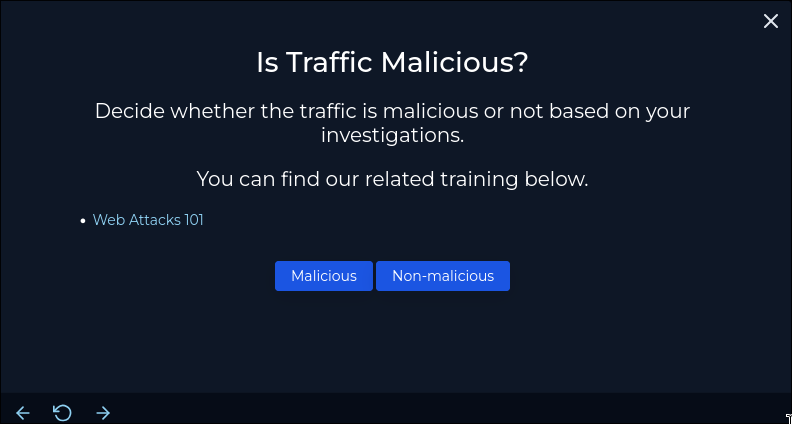 Is Traffic Malicious?
Decide whether the traffic is malicious or not based on your
investigations.
You can find our related training below.
Web Attacks 101
Malicious
Non-malicious